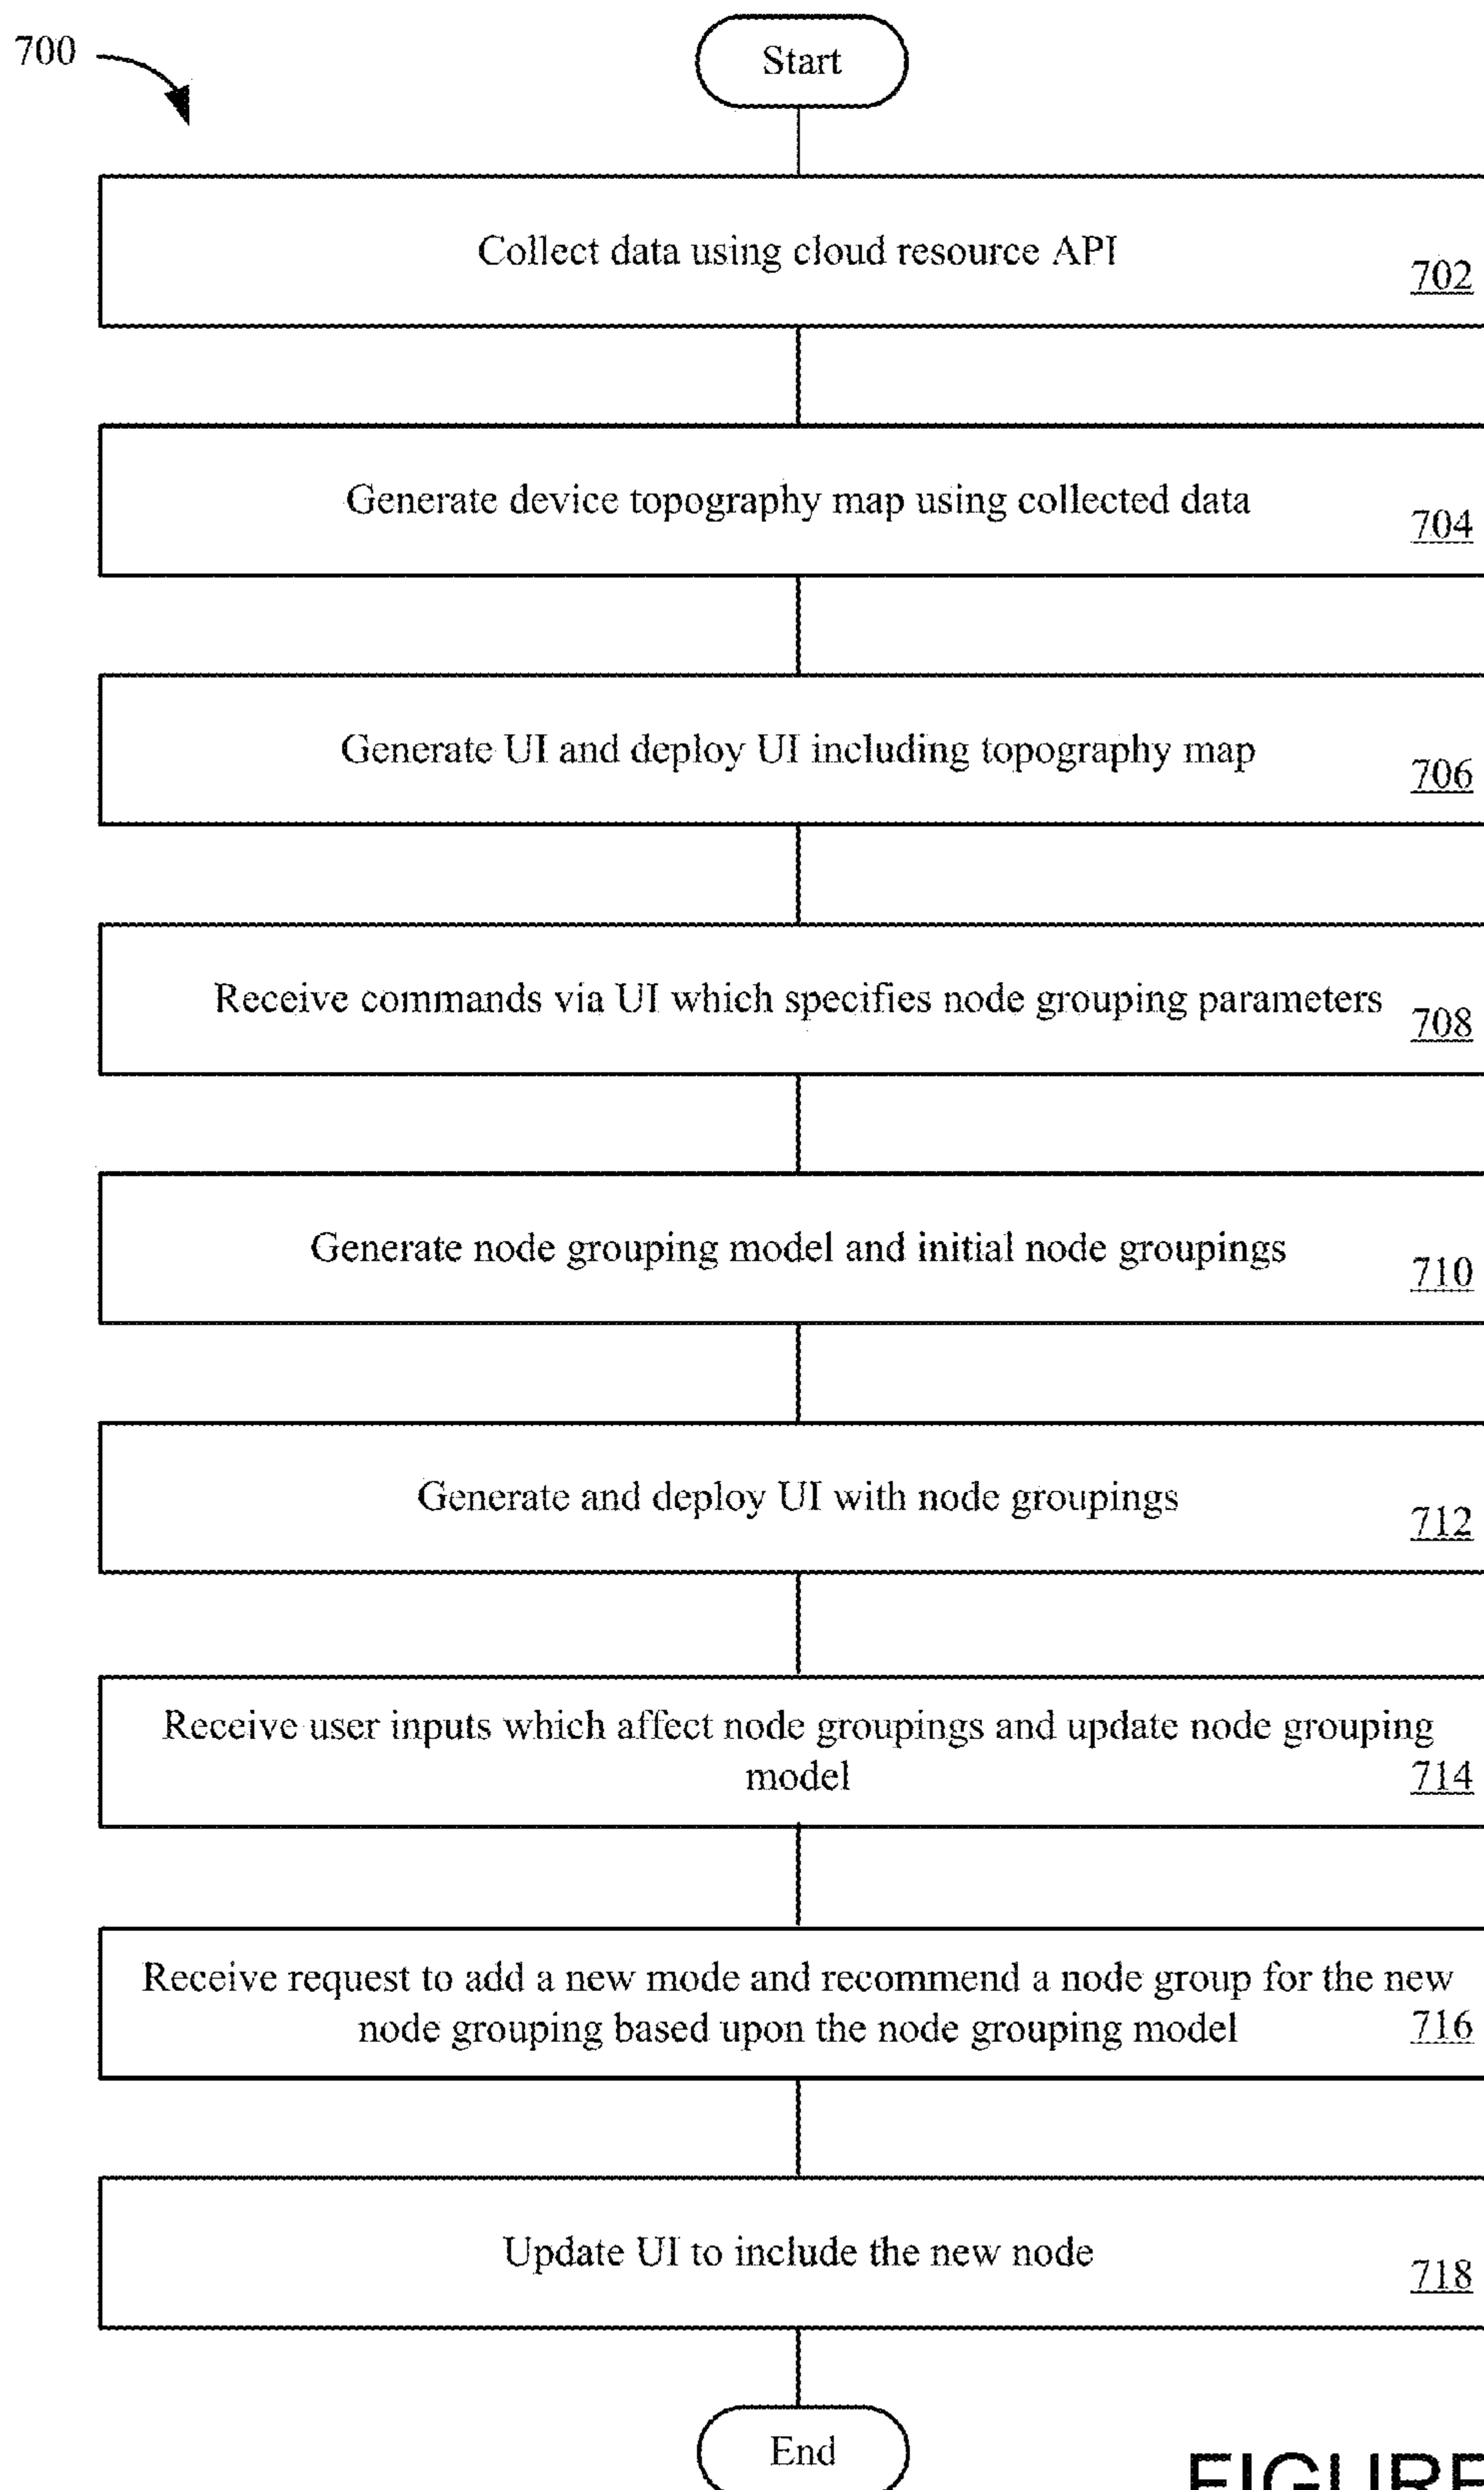 700
Start
Collect data using cloud resource API
702
Generate device topography map using collected data
704
Generate UI and deploy UI including topography map
706
Receive commands via UI which specifies node grouping parameters
708
Generate node grouping model and initial node groupings
710
Generate and deploy UI with node groupings
712
Receive user inputs which affect node groupings and update node grouping
model
714
Receive request to add a new mode and recommend a node group for the new
node grouping based upon the node grouping model
716
Update UI to include the new node
718
End
FIGURE